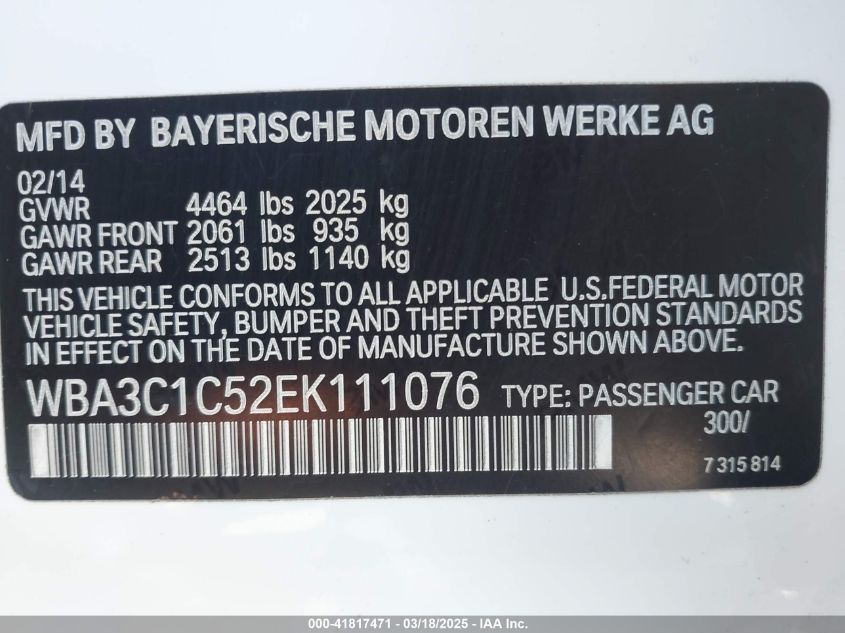 MFD BY BAYERISCHE MOTOREN WERKE AG
02/14
GVWR 4464 lbs 2025 kg
GAWR FRONT 2061 lbs 935 kg
GAWR REAR 2513 lbs 1140 kg
THIS VEHICLE CONFORMS TO ALL APPLICABLE U.S.FEDERAL MOTOR
VEHICLE SAFETY, BUMPER AND THEFT PREVENTION STANDARDS
IN EFFECT ON THE DATE OF MANUFACTURE SHOWN ABOVE.
WBA3C1C52EK111076 TYPE: PASSENGER CAR
300/
7 315 814
000-41817471 - 03/18/2025 - IAA Inc.